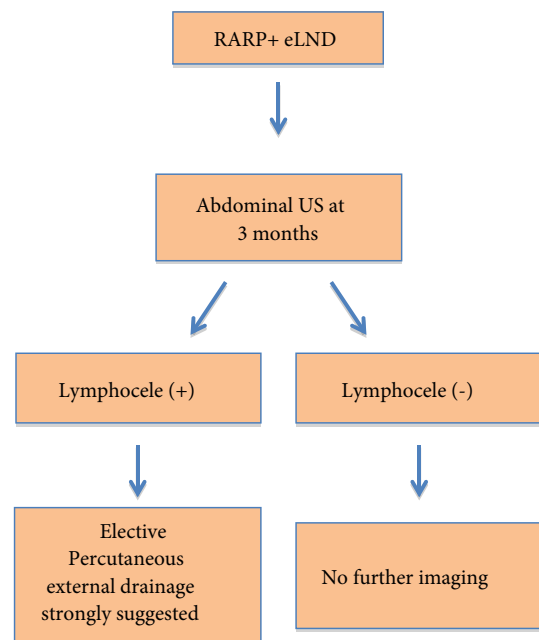 RARP+ eLND
Abdominal US at
3 months
Lymphocele (+)
Lymphocele (-)
Elective
Percutaneous
external drainage
strongly suggested
No further imaging